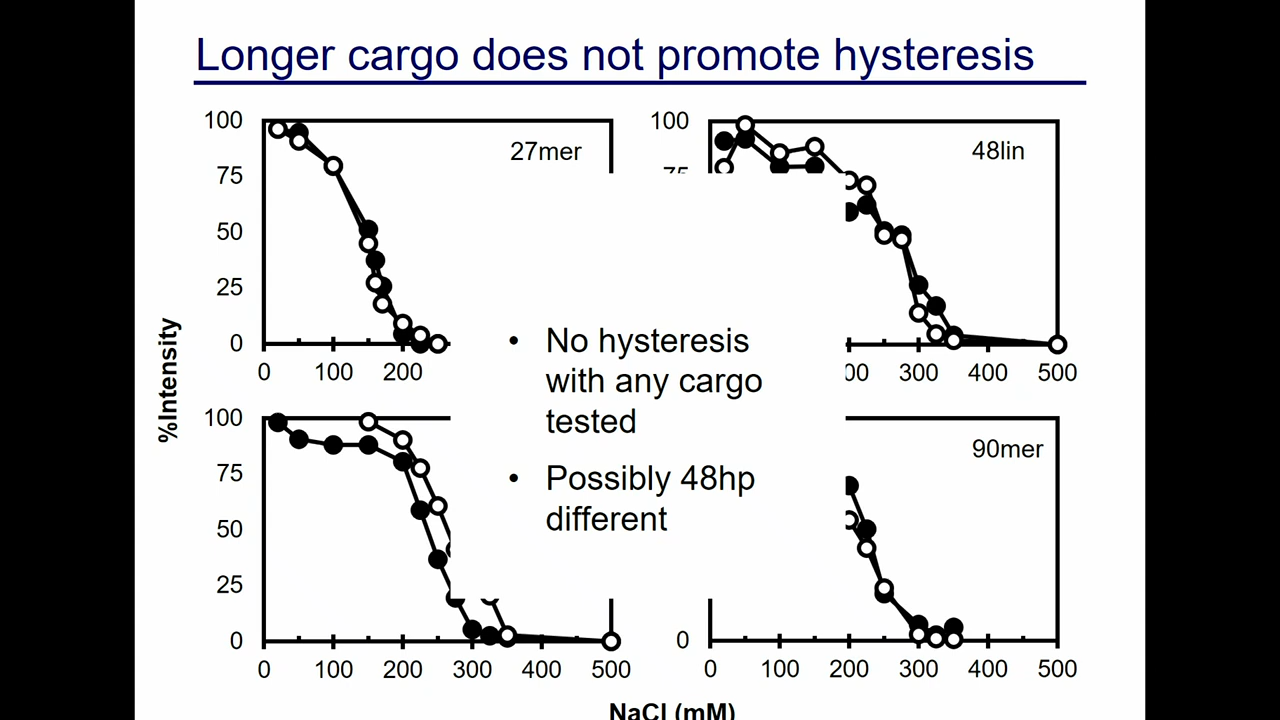 Longer cargo does not promote hysteresis
100
75
50
25
0
27mer
0 100 200
100
48lin
300 400 500
%Intensity
100
75
50
25
0
0 100 200 300 400 500
• No hysteresis
with any cargo
tested
• Possibly 48hp
different
90mer
0
0 100 200 300 400 500
NaCl (mM)